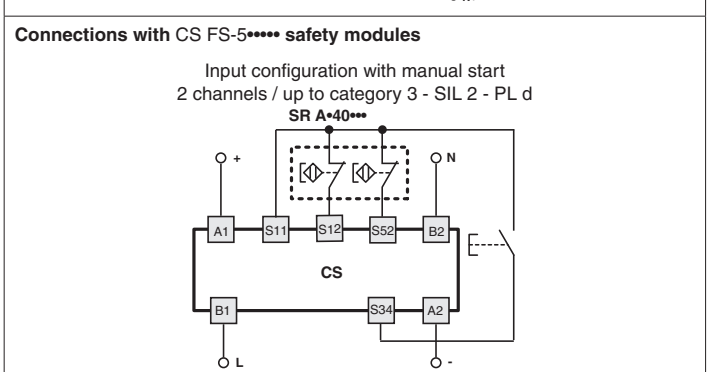 Connections with CS FS-5••••• safety modules
Input configuration with manual start
2 channels / up to category 3 - SIL 2 - PL d
SR A•40•••
+
N
A1
S11
S12
S52
B2
CS
B1
S34
A2
L
-